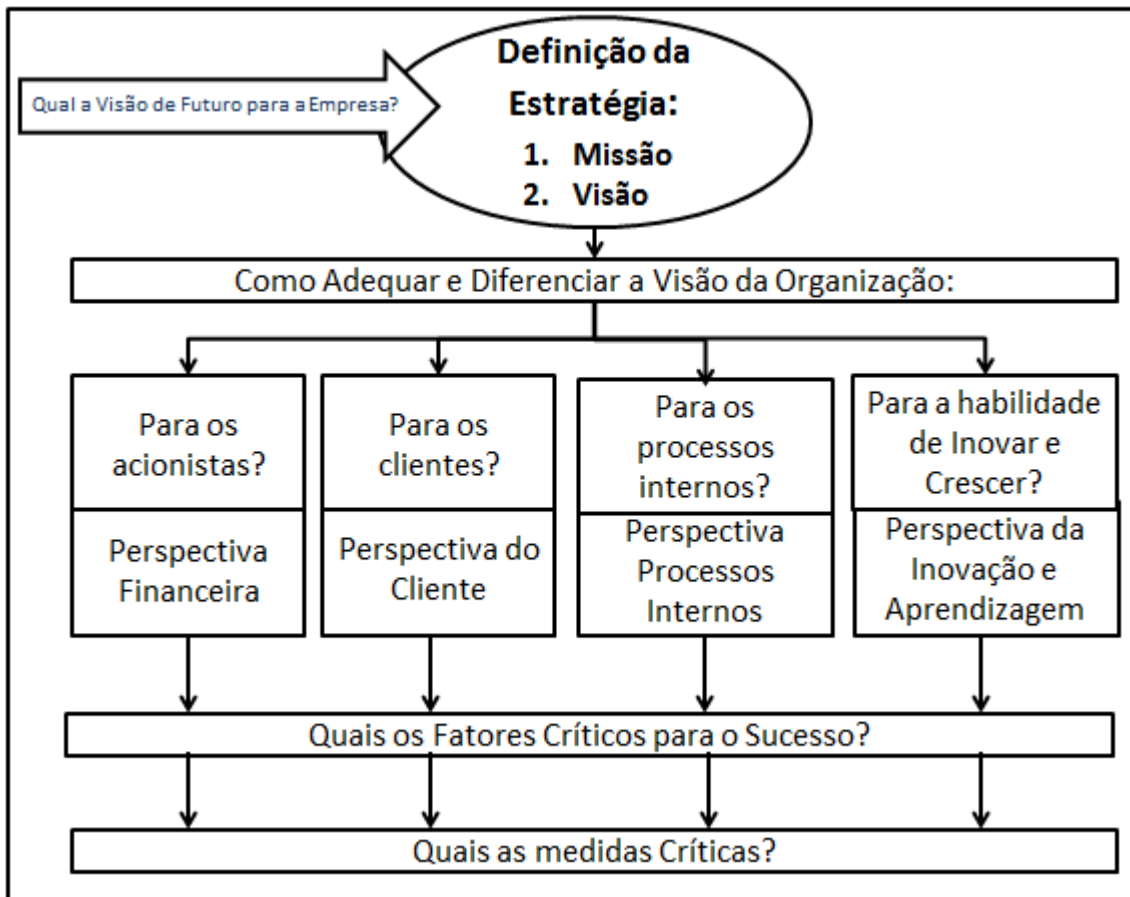 Definição da
Estratégia:
1. Missão
2. Visão
Qual a Visão de Futuro para a Empresa?
Como Adequar e Diferenciar a Visão da Organização:
Para os
acionistas?
Perspectiva
Financeira
Para os
clientes?
Perspectiva do
Cliente
Para os
processos
internos?
Perspectiva
Processos
Internos
Para a habilidade
de Inovar e
Crescer?
Perspectiva da
Inovação e
Aprendizagem
Quais os Fatores Críticos para o Sucesso?
Quais as medidas Críticas?